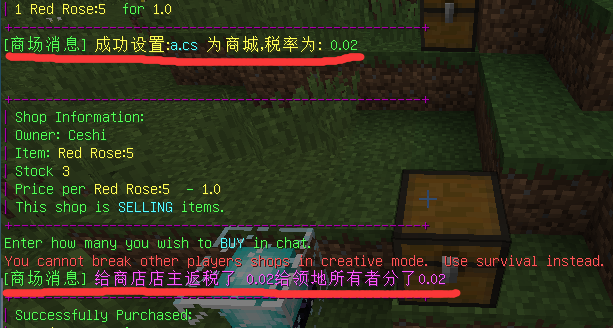 1 Red Rose:5 for 1.0
[商场消息] 成功设置:a.cs 为商城,税率为: 0.02
Shop Information:
Owner: Ceshi
Item: Red Rose:5
Stock 3
Price per Red Rose:5 - 1.0
This shop is SELLING items.
Enter how many you wish to BUY in chat.
You cannot break other players shops in creative mode. Use survival instead.
[商场消息] 给商店店主返税了 0.02给领地所有者分了0.02
Successfully Purchased: